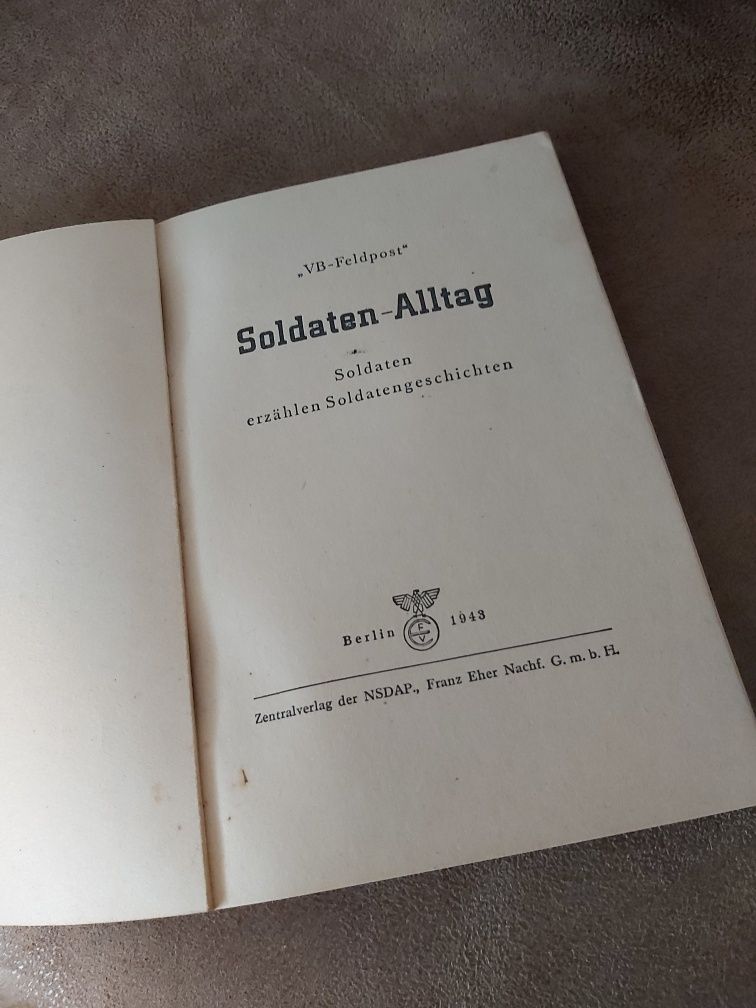 „VB-Feldpost“
Soldaten-Alltag
Soldaten
erzählen Soldatengeschichten
Berlin 1943
F
V
Zentralverlag der NSDAP., Franz Eher Nachf. G. m. b. H.